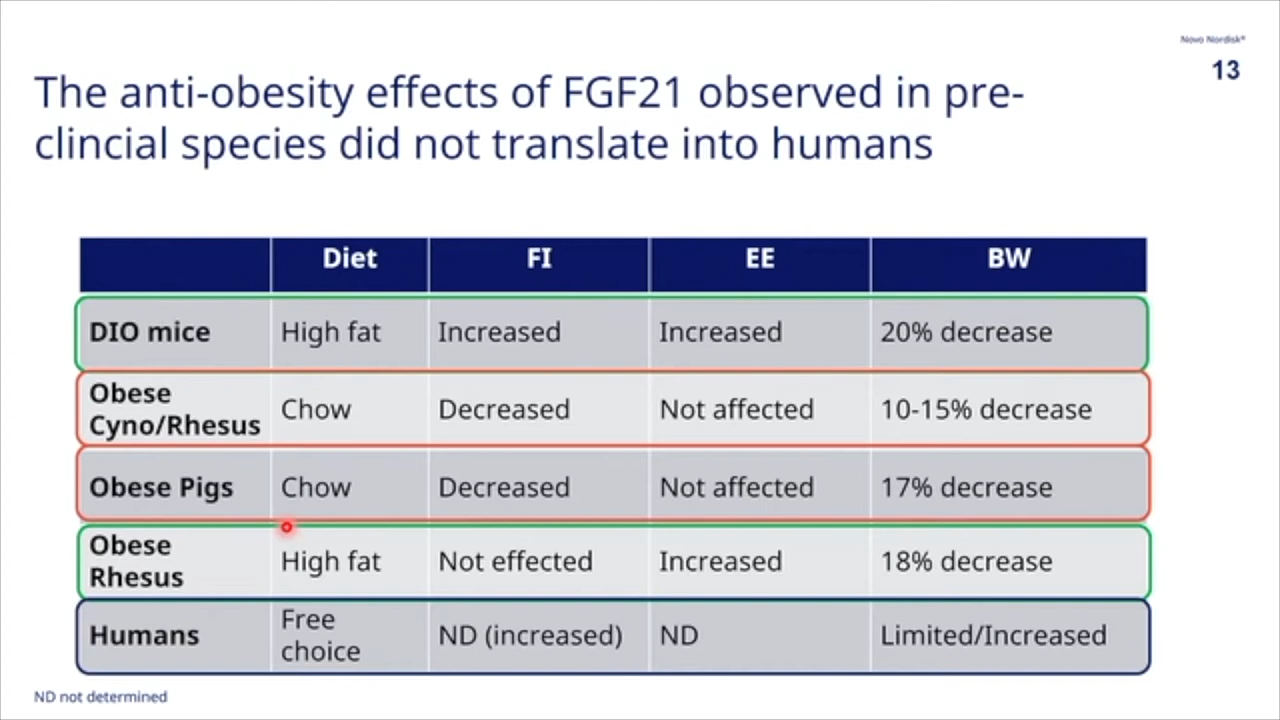 Novo Nordisk®
13
The anti-obesity effects of FGF21 observed in pre-
clincial species did not translate into humans
Diet FI EE BW
DIO mice High fat Increased Increased 20% decrease
Obese
Cyno/Rhesus Chow Decreased Not affected 10-15% decrease
Obese Pigs Chow Decreased Not affected 17% decrease
Obese
Rhesus High fat Not effected Increased 18% decrease
Humans Free
choice ND (increased) ND Limited/Increased
ND not determined